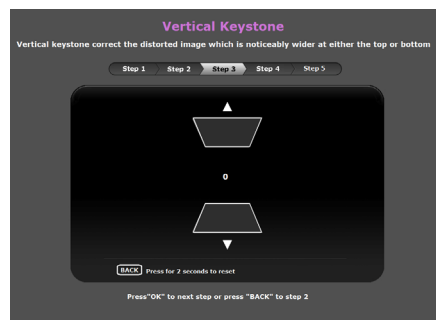 Vertical Keystone
Vertical keystone correct the distorted image which is noticeably wider at either the top or bottom
Step 1 Step 2 Step 3 Step 4 Step 5
0
BACK Press for 2 seconds to reset
Press"OK" to next step or press "BACK" to step 2